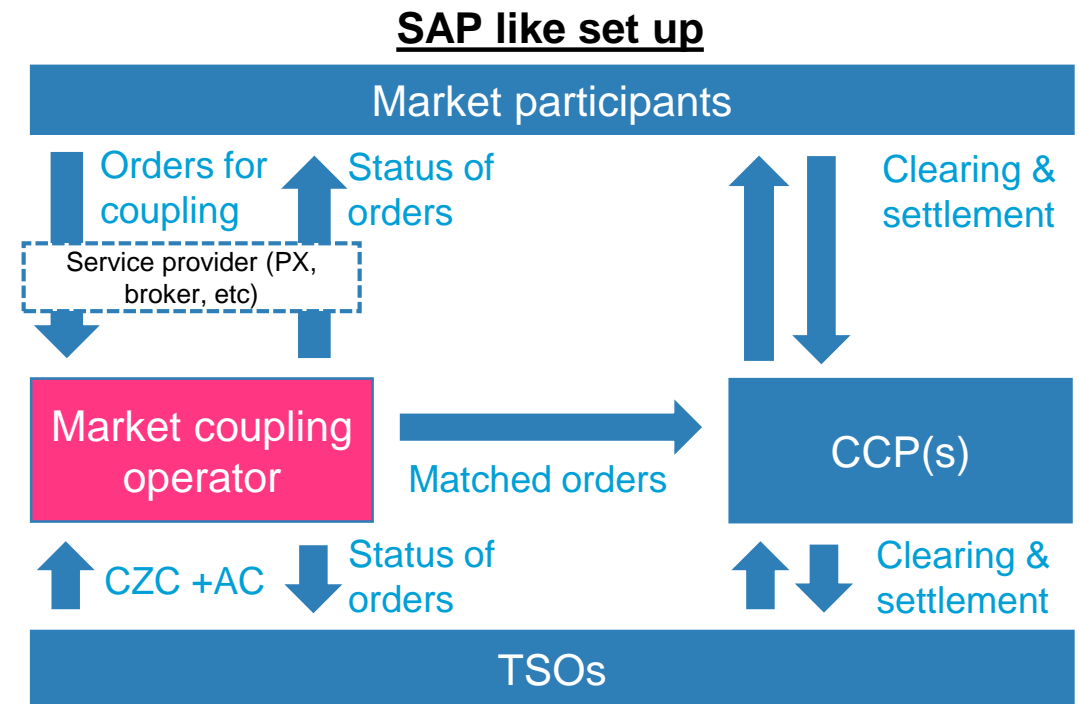 SAP like set up
Market participants
Orders for
coupling
Status of
orders
Clearing &
settlement
Service provider (PX,
broker, etc)
Market coupling
operator
Matched orders
CCP(s)
CZC +AC
Status of
orders
Clearing &
settlement
TSOs